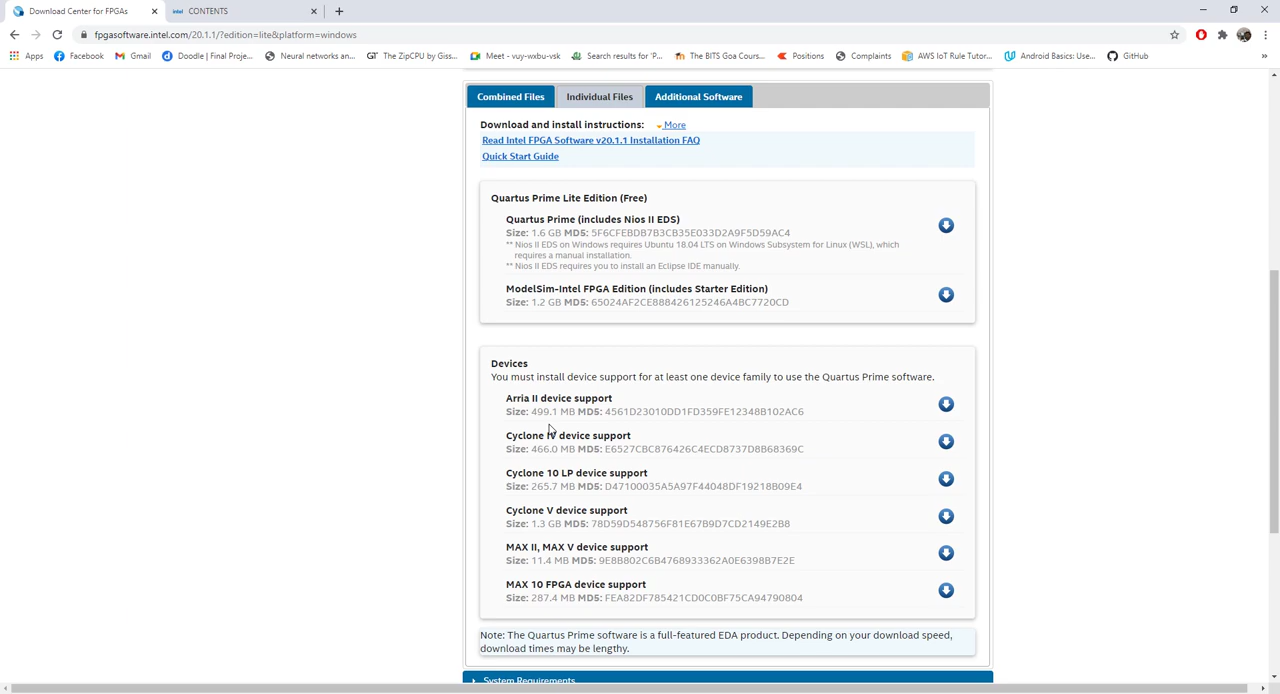 Download Center for FPGAs
intel CONTENTS
fpgasoftware.intel.com/20.1.1/?edition=lite&platform=windows
Apps
Facebook
Gmail
Doodle | Final Proje...
Neural networks an...
The ZipCPU by Giss...
Meet - vuy-wxbu-vsk
Search results for 'P...
The BITS Goa Cours...
Positions
Complaints
AWS IoT Rule Tutor...
Android Basics: Use...
GitHub
Combined Files
Individual Files
Additional Software
Download and install instructions: More
Read Intel FPGA Software v20.1.1 Installation FAQ
Quick Start Guide
Quartus Prime Lite Edition (Free)
Quartus Prime (includes Nios II EDS)
Size: 1.6 GB MD5: 5F6CFEBDB7B3CB35E033D2A9F5D59AC4
** Nios II EDS on Windows requires Ubuntu 18.04 LTS on Windows Subsystem for Linux (WSL), which
requires a manual installation.
** Nios II EDS requires you to install an Eclipse IDE manually.
ModelSim-Intel FPGA Edition (includes Starter Edition)
Size: 1.2 GB MD5: 65024AF2CE888426125246A4BC7720CD
Devices
You must install device support for at least one device family to use the Quartus Prime software.
Arria II device support
Size: 499.1 MB MD5: 4561D23010DD1FD359FE12348B102AC6
Cyclone IV device support
Size: 466.0 MB MD5: E6527CBC876426C4ECD8737D8B68369C
Cyclone 10 LP device support
Size: 265.7 MB MD5: D47100035A5A97F44048DF19218B09E4
Cyclone V device support
Size: 1.3 GB MD5: 78D59D548756F81E67B9D7CD2149E2B8
MAX II, MAX V device support
Size: 11.4 MB MD5: 9E8B802C6B4768933362A0E6398B7E2E
MAX 10 FPGA device support
Size: 287.4 MB MD5: FEA82DF785421CD0C0BF75CA94790804
Note: The Quartus Prime software is a full-featured EDA product. Depending on your download speed,
download times may be lengthy.
System Requirements